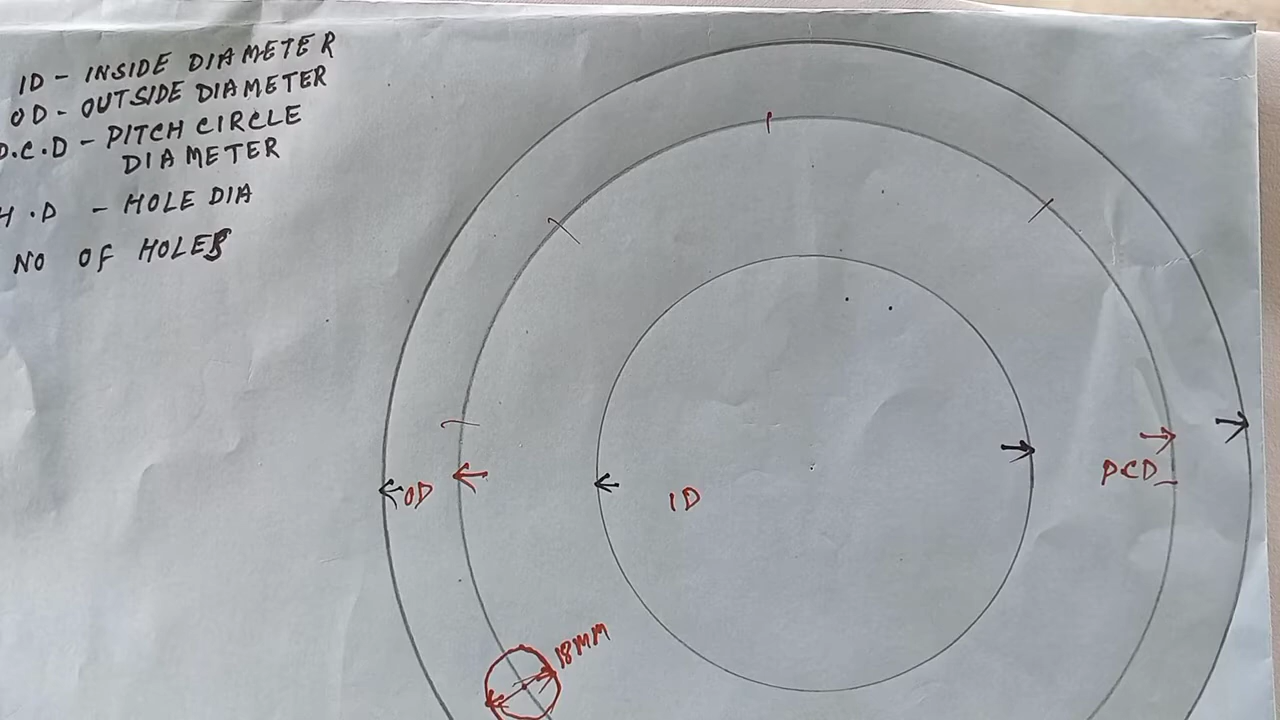 ID - INSIDE DIAMETER
OD - OUTSIDE DIAMETER
P.C.D - PITCH CIRCLE
DIAMETER
H.D - HOLE DIA
NO OF HOLES
OD
ID
PCD
18MM